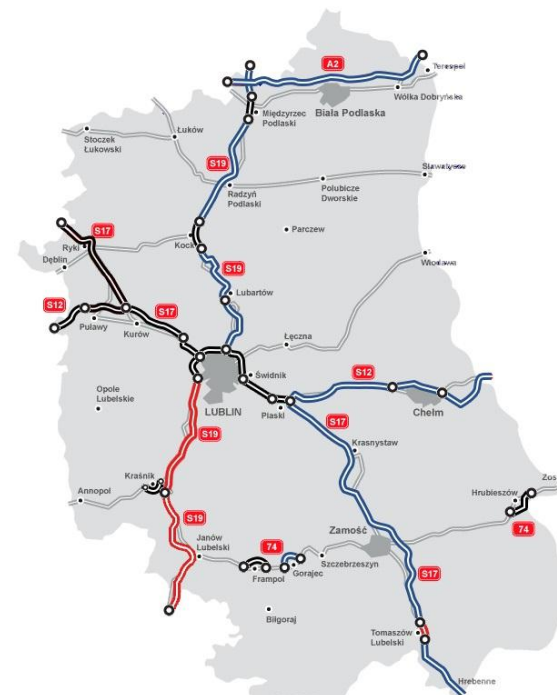 A2
Terespol
Międzyrzec
Podlaski
Biała Podlaska
Wólka Dobryńska
Stoczek
Łukowski
Łuków
S19
Radzyń
Podlaski
Polubicze
Dworskie
Sławatycze
S17
Ryki
Dęblin
Kock
Parczew
Włodawa
S19
Lubartów
S12
Puławy
S17
Kurów
Łęczna
Świdnik
S12
Opole
Lubelskie
LUBLIN
Piaski
Chełm
S17
S19
Krasnystaw
Kraśnik
Annopol
Hrubieszów
Zos
S19
74
Janów
Lubelski
74
Zamość
Frampol
Gorajec
Szczebrzeszyn
S17
Biłgoraj
Tomaszów
Lubelski
Hrebenne